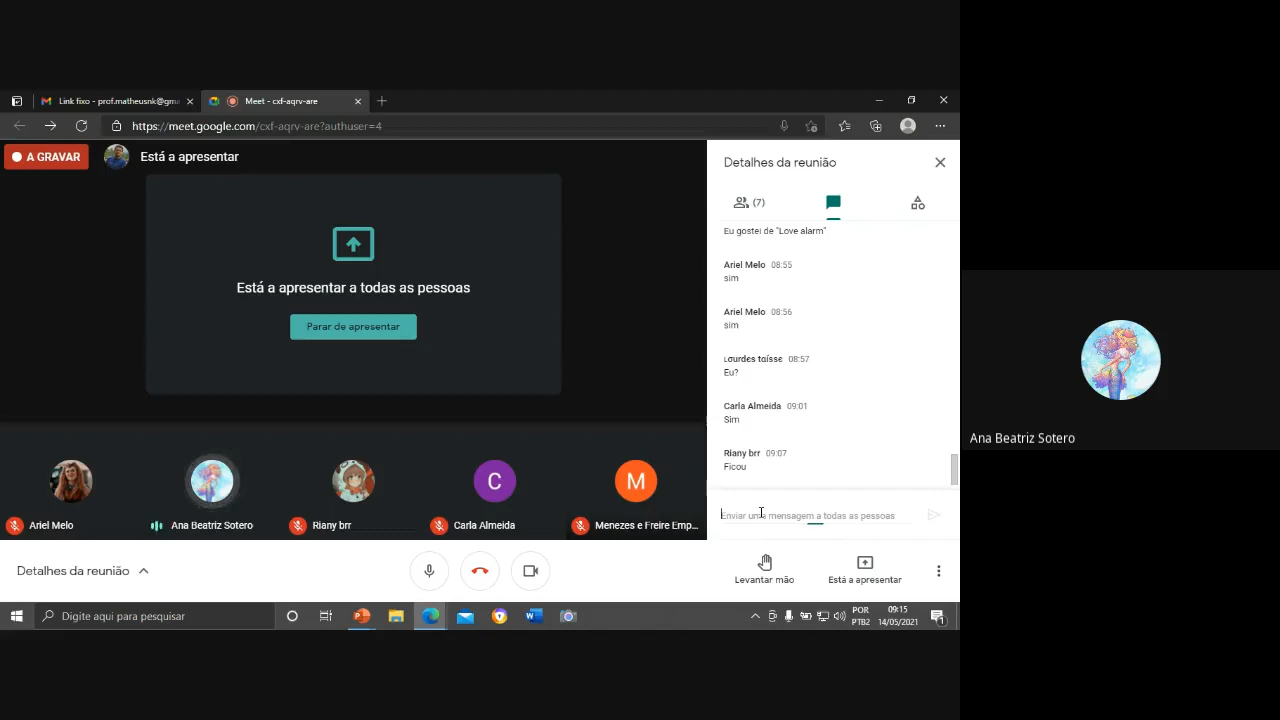 Link fixo - prof.matheusnk@gma
Meet - cxf-aqrv-are
https://meet.google.com/cxf-aqrv-are?authuser=4
A GRAVAR
Está a apresentar
Está a apresentar a todas as pessoas
Parar de apresentar
Ariel Melo
Ana Beatriz Sotero
Riany brr
C
Carla Almeida
M
Menezes e Freire Emp...
Detalhes da reunião
(7)
Eu gostei de "Love alarm"
Ariel Melo 08:55
sim
Ariel Melo 08:56
sim
Lourdes taísse 08:57
Eu?
Carla Almeida 09:01
Sim
Riany brr 09:07
Ficou
Enviar uma mensagem a todas as pessoas
Detalhes da reunião
Levantar mão
Está a apresentar
Digite aqui para pesquisar
POR
PTB2
09:15
14/05/2021
1
Ana Beatriz Sotero